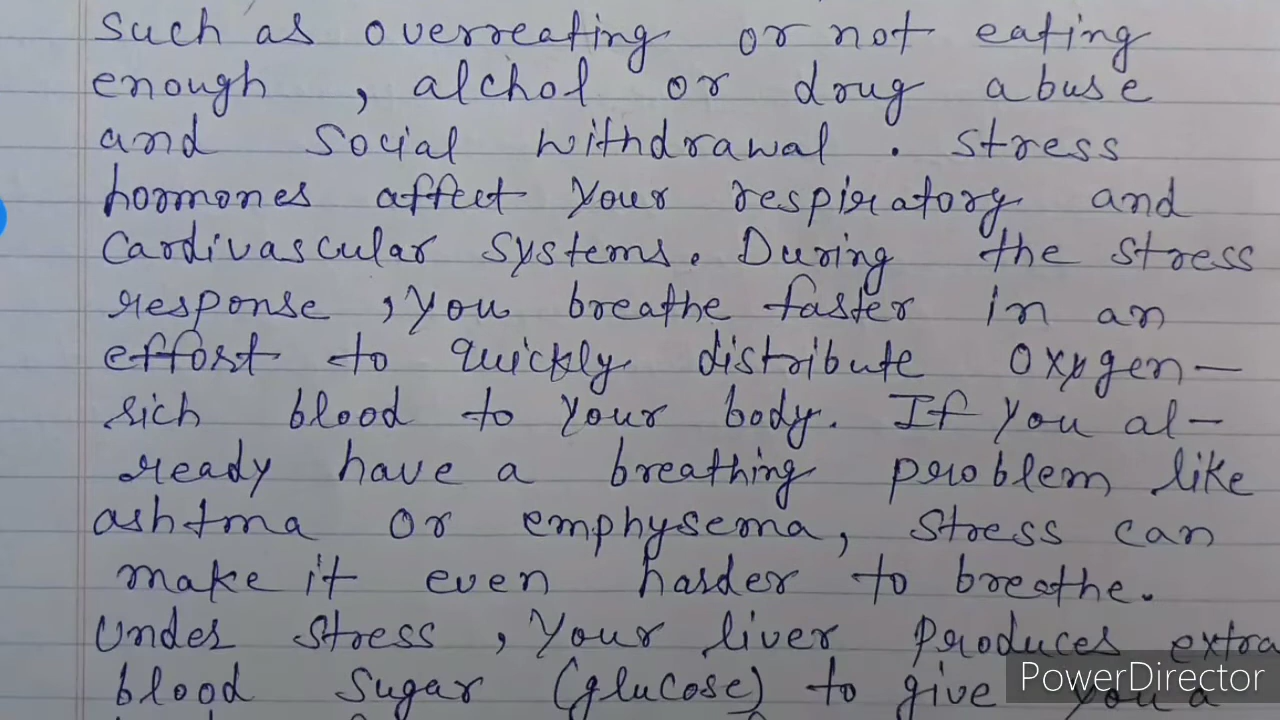 such as overreating or not eating
enough , alchol or drug abuse
and social withdrawal . stress
hormones affect your respiratory and
Cardivascular systems. During the stress
response , you breathe faster in an
effort to quickly distribute oxygen-
rich blood to your body. If you al-
ready have a breathing problem like
ashtma or emphysema, stress can
make it even harder to breathe.
Under stress , your liver produces extra
blood sugar (glucose) to give you a
PowerDirector